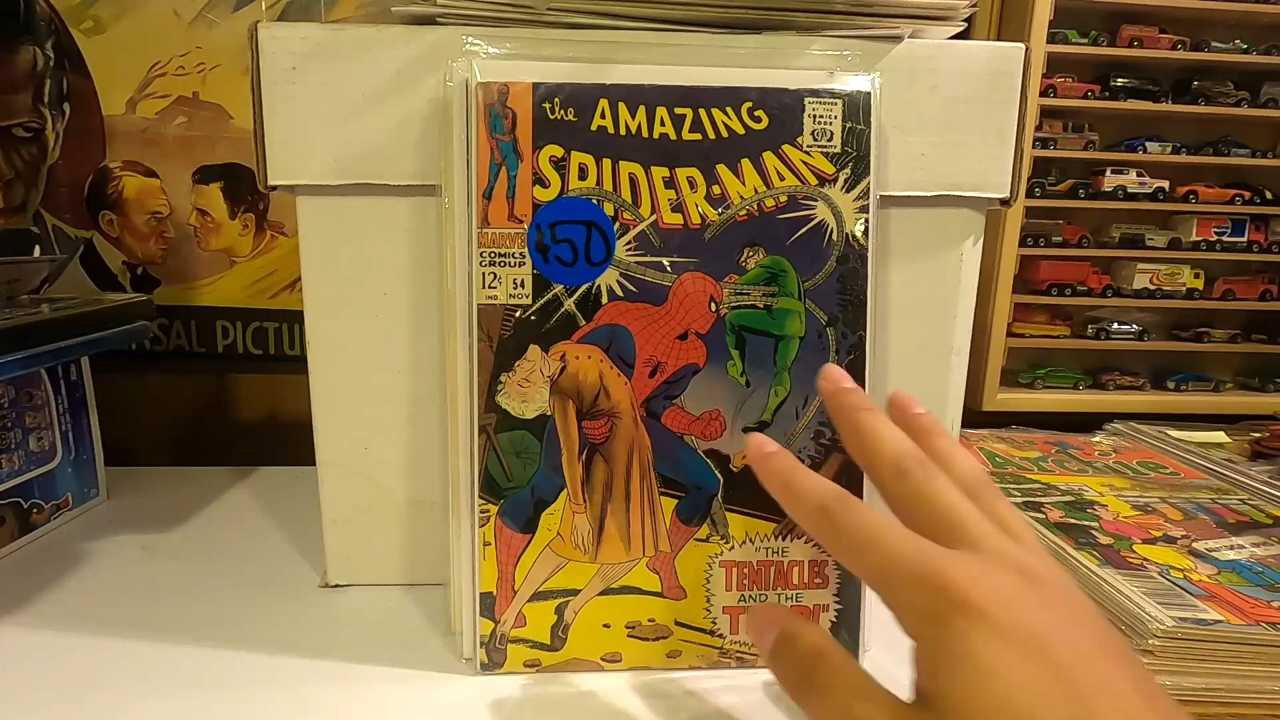 the AMAZING
SPIDER-MAN
APPROVED
BY THE
COMICS
CODE
AUTHORITY
$50
MARVEL
COMICS
GROUP
12¢
IND.
54
NOV
"THE
TENTACLES
AND THE
SAL PICTU
Archie